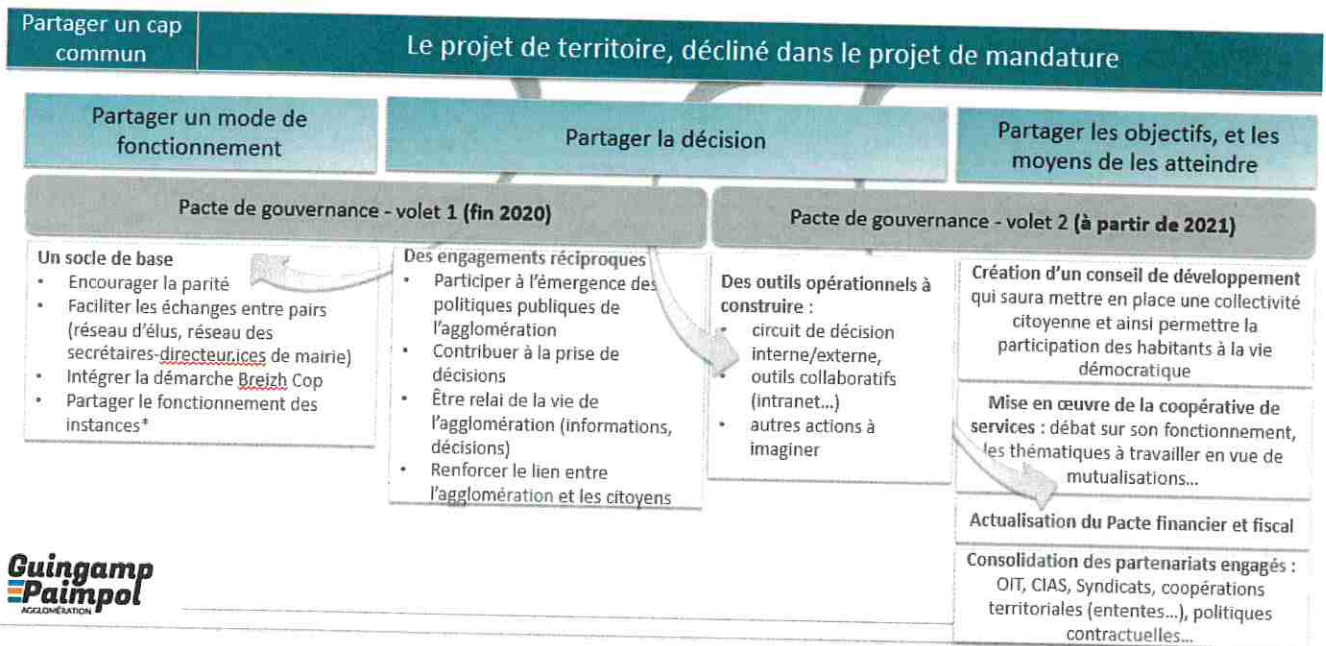 Partager un cap
commun
Le projet de territoire, décliné dans le projet de mandature
Partager un mode de
fonctionnement
Partager la décision
Partager les objectifs, et les
moyens de les atteindre
Pacte de gouvernance - volet 1 (fin 2020)
Pacte de gouvernance - volet 2 (à partir de 2021)
Un socle de base
• Encourager la parité
• Faciliter les échanges entre pairs
(réseau d'élus, réseau des
secrétaires-directeur.ices de mairie)
• Intégrer la démarche Breizh Cop
• Partager le fonctionnement des
instances*
Des engagements réciproques
• Participer à l'émergence des
politiques publiques de
l'agglomération
• Contribuer à la prise de
décisions
• Être relai de la vie de
l'agglomération (informations,
décisions)
• Renforcer le lien entre
l'agglomération et les citoyens
Des outils opérationnels à
construire :
• circuit de décision
interne/externe,
• outils collaboratifs
(intranet...)
• autres actions à
imaginer
Création d'un conseil de développement
qui saura mettre en place une collectivité
citoyenne et ainsi permettre la
participation des habitants à la vie
démocratique
Mise en œuvre de la coopérative de
services : débat sur son fonctionnement,
les thématiques à travailler en vue de
mutualisations...
Actualisation du Pacte financier et fiscal
Consolidation des partenariats engagés :
OIT, CIAS, Syndicats, coopérations
territoriales (ententes...), politiques
contractuelles...
Guingamp
Paimpol
AGGLOMÉRATION